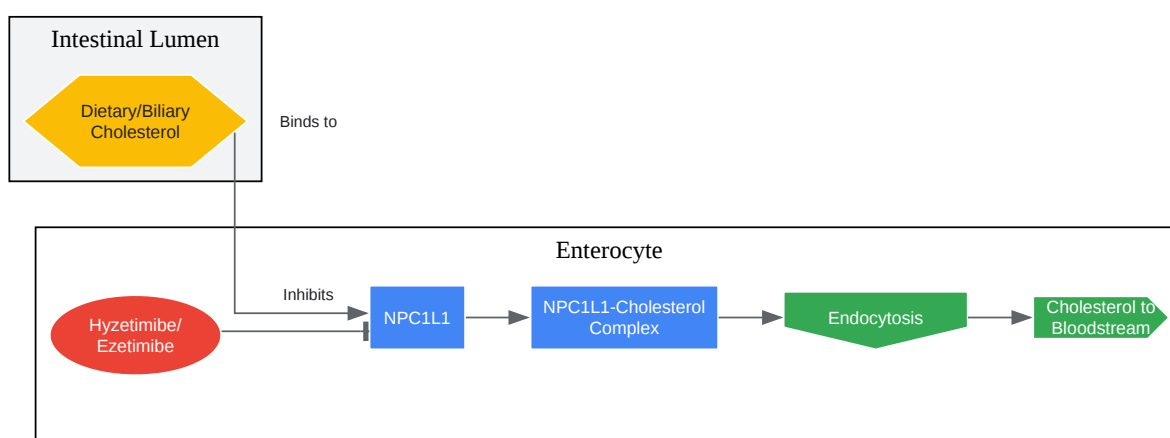 Intestinal Lumen
Dietary/Biliary
Cholesterol
Binds to
Enterocyte
Inhibits
Hyzetimibe/
Ezetimibe
NPC1L1
NPC1L1-Cholesterol
Complex
Endocytosis
Cholesterol to
Bloodstream